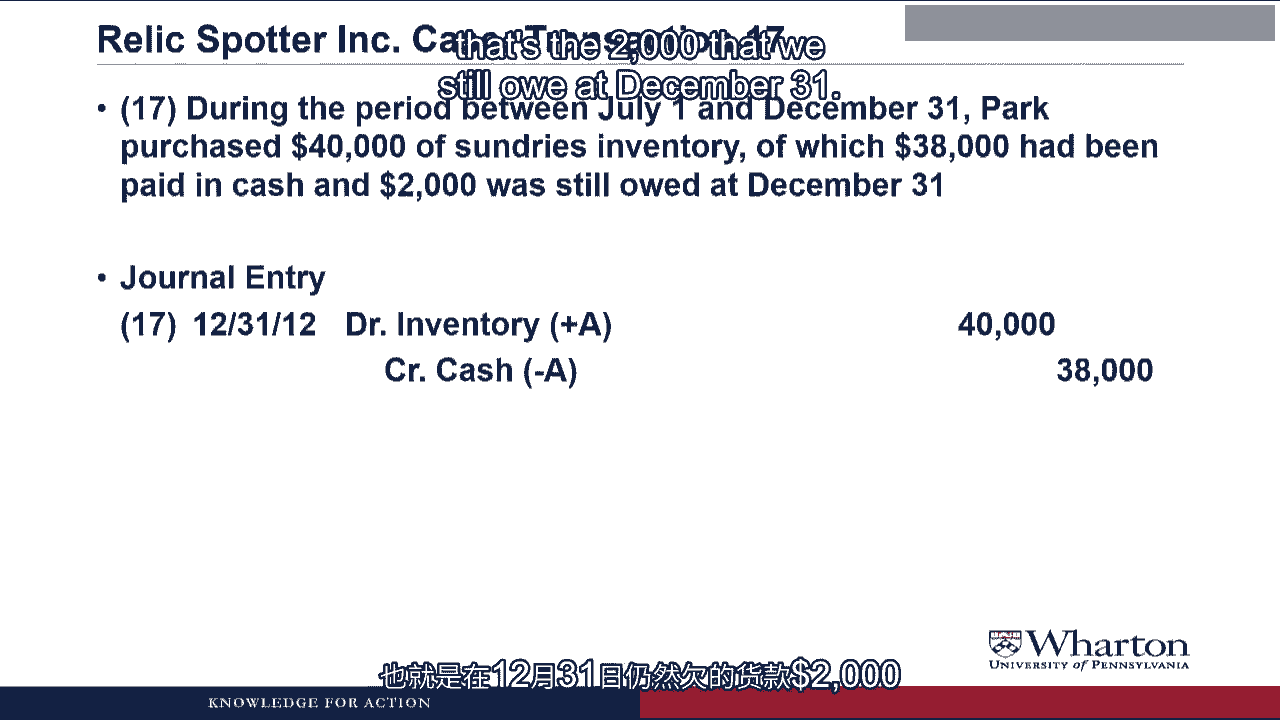 Relic Spotter Inc. Case: Transaction 17
that's the 2,000 that we
still owe at December 31.
• (17) During the period between July 1 and December 31, Park
purchased $40,000 of sundries inventory, of which $38,000 had been
paid in cash and $2,000 was still owed at December 31
• Journal Entry
(17) 12/31/12 Dr. Inventory (+A) 40,000
Cr. Cash (-A) 38,000
Wharton
UNIVERSITY of PENNSYLVANIA
也就是在12月31日仍然欠的货款$2,000
KNOWLEDGE FOR ACTION